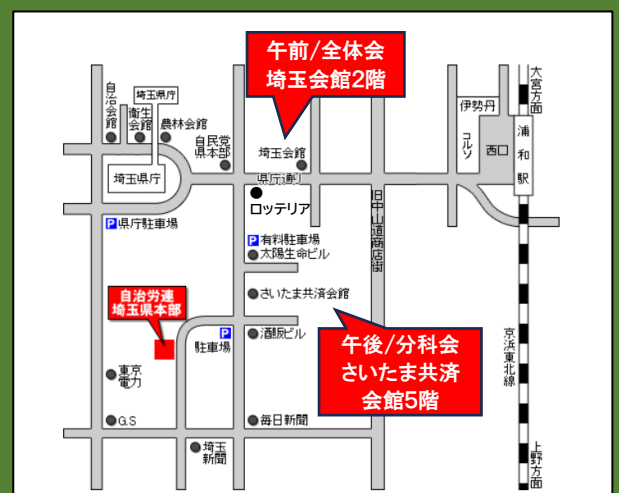 午前/全体会
埼玉会館2階
大宮方面
自治会館
埼玉県庁
衛生会館
農林会館
自民党
県本部
埼玉会館
伊勢丹
コルソ
西口
浦和駅
埼玉県庁
県庁通り
ロッテリア
旧中山道商店街
P県庁駐車場
P有料駐車場
太陽生命ビル
自治労連
埼玉県本部
さいたま共済会館
P
駐車場
酒販ビル
午後/分科会
さいたま共済
会館5階
京浜東北線
東京
電力
G.S
毎日新聞
埼玉
新聞
上野方面